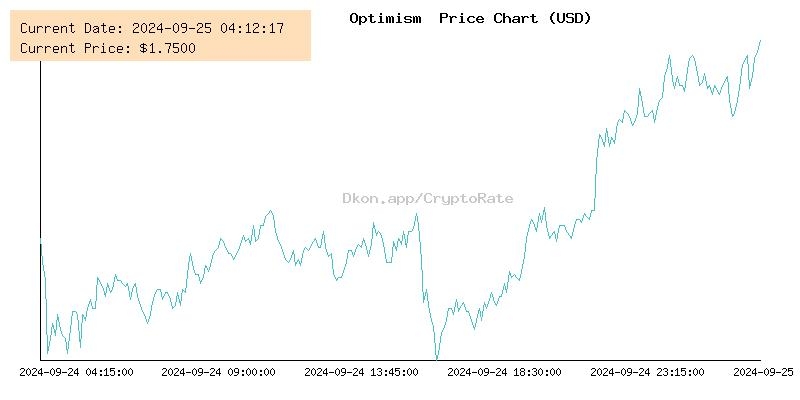 Optimism  Price Chart (USD)
Current Date: 2024-09-25 04:12:17
Current Price: $1.7500
Dkon.app/CryptoRate
2024-09-24 04:15:00 2024-09-24 09:00:00 2024-09-24 13:45:00 2024-09-24 18:30:00 2024-09-24 23:15:00 2024-09-25